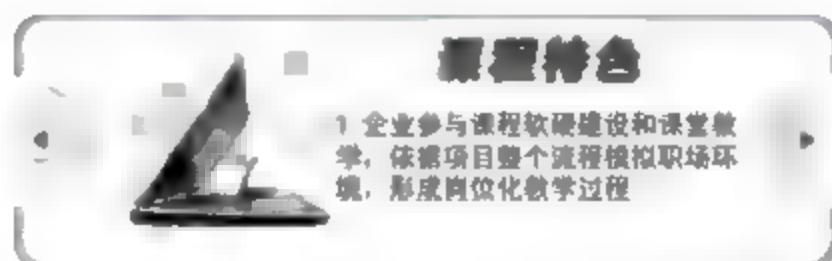 课程特色
1 企业参与课程软硬建设和课堂教
学，依据项目整个流程模拟职场环
境，形成岗位化教学过程